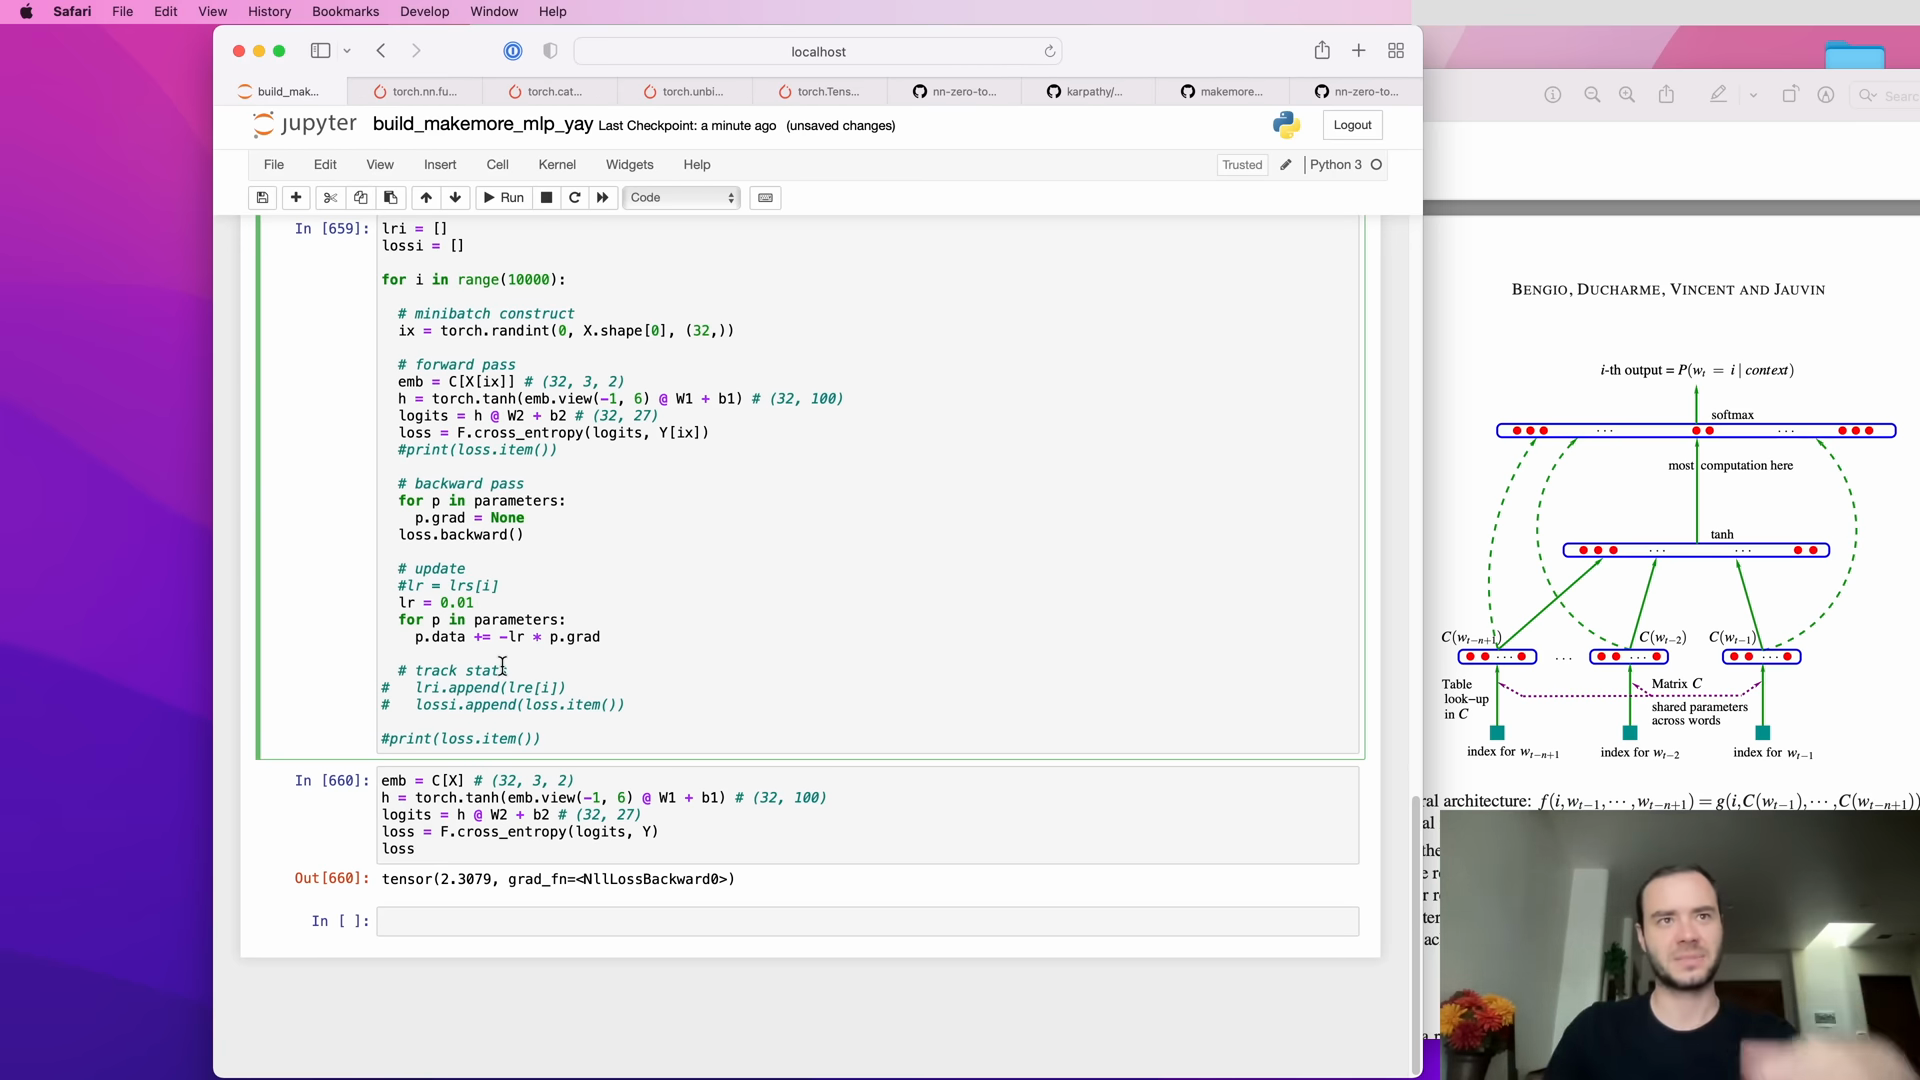 Safari File Edit View History Bookmarks Develop Window Help
localhost
build_mak... torch.nn.fu... torch.cat... torch.unbi... torch.Tens... nn-zero-to... karpathy/... makemore... nn-zero-to...
Searc
jupyter build_makemore_mlp_yay Last Checkpoint: a minute ago (unsaved changes)
Logout
File Edit View Insert Cell Kernel Widgets Help
Trusted | Python 3
Run Code
In [659]: lri = []
lossi = []
for i in range(10000):
# minibatch construct
ix = torch.randint(0, X.shape[0], (32,))
# forward pass
emb = C[X[ix]] # (32, 3, 2)
h = torch.tanh(emb.view(-1, 6) @ W1 + b1) # (32, 100)
logits = h @ W2 + b2 # (32, 27)
loss = F.cross_entropy(logits, Y[ix])
#print(loss.item())
# backward pass
for p in parameters:
p.grad = None
loss.backward()
# update
#lr = lrs[i]
lr = 0.01
for p in parameters:
p.data += -lr * p.grad
# track stats
# lri.append(lre[i])
# lossi.append(loss.item())
#print(loss.item())
In [660]: emb = C[X] # (32, 3, 2)
h = torch.tanh(emb.view(-1, 6) @ W1 + b1) # (32, 100)
logits = h @ W2 + b2 # (32, 27)
loss = F.cross_entropy(logits, Y)
loss
Out[660]: tensor(2.3079, grad_fn=<NllLossBackward0>)
In [ ]:
BENGIO, DUCHARME, VINCENT AND JAUVIN
i-th output = P(w_t = i | context)
softmax
. . . . . .
most computation here
tanh
. . . . . .
C(w_{t−n+1}) C(w_{t−2}) C(w_{t−1})
. . . . . . . . . . . .
Table look−up in C
Matrix C
shared parameters across words
index for w_{t−n+1} index for w_{t−2} index for w_{t−1}
ral architecture: f(i, w_{t−1}, ··· , w_{t−n+1}) = g(i, C(w_{t−1}), ··· , C(w_{t−n+1}))